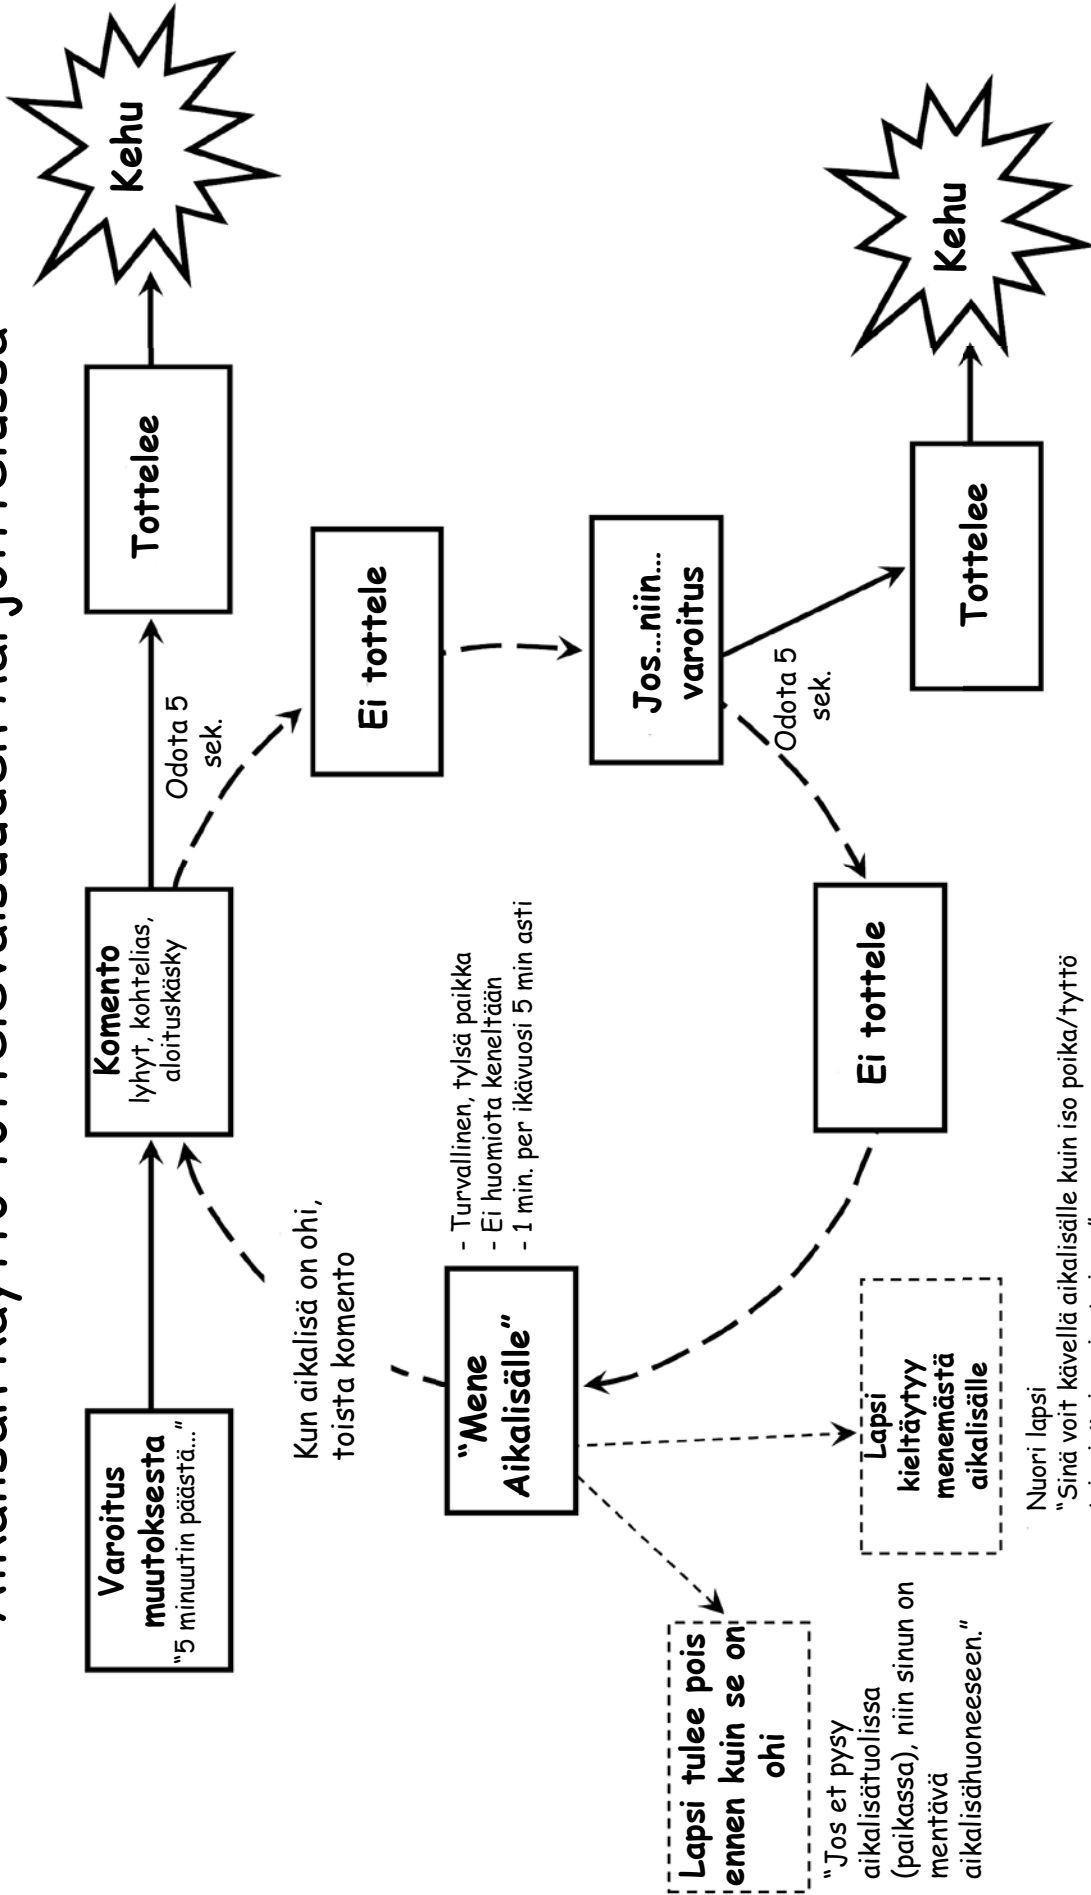 Aikalisän käyttö tottelevaisuuden harjoittelussa
Varoitus
muutoksesta
“5 minuutin päästä...”
Komento
lyhyt, kohtelias,
aloituskäsky
Odota 5
sek.
Tottelee
Kehu
Ei tottele
Kun aikalisä on ohi,
toista komento
“Mene
Aikalisälle”
- Turvallinen, tylsä paikka
- Ei huomiota keneltään
- 1 min. per ikävuosi 5 min asti
Jos...niin...
varoitus
Odota 5
sek.
Lapsi tulee pois
ennen kuin se on
ohi
“Jos et pysy
aikalisätuolissa
(paikassa), niin sinun on
mentävä
aikalisähuoneeseen.”
Lapsi
kieltäytyy
menemästä
aikalisälle
Ei tottele
Tottelee
Kehu
Nuori lapsi
“Sinä voit kävellä aikalisälle kuin iso poika/tyttö